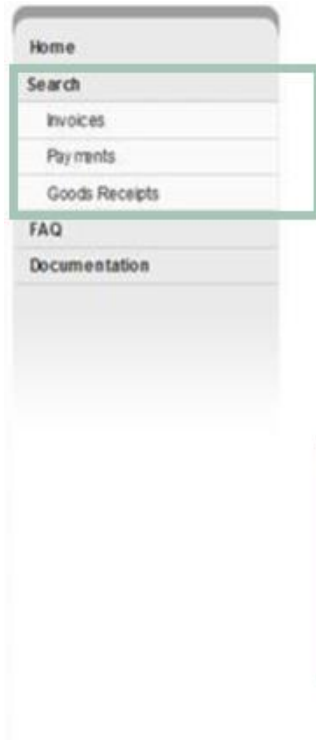 Home
Search
Invoices
Payments
Goods Receipts
FAQ
Documentation